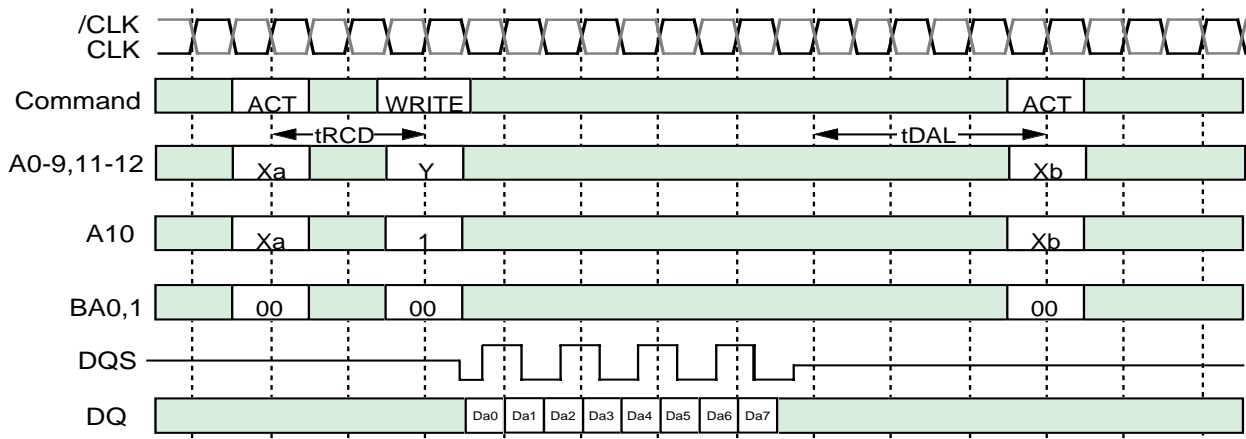 /CLK
CLK
Command ACT WRITE ACT
tRCD tDAL
A0-9,11-12 Xa Y Xb
A10 Xa 1 Xb
BA0,1 00 00 00
DQS
DQ Da0 Da1 Da2 Da3 Da4 Da5 Da6 Da7